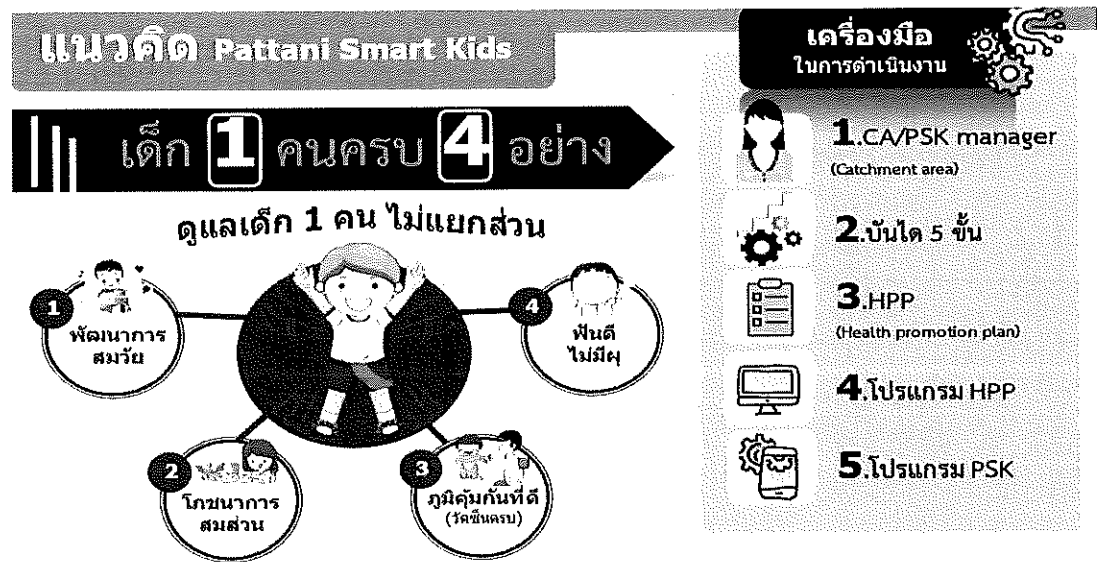 แนวคิด Pattani Smart Kids
เด็ก 1 คนครบ 4 อย่าง
ดูแลเด็ก 1 คน ไม่แยกส่วน
1
พัฒนาการ
สมวัย
2
โภชนาการ
สมส่วน
3
ภูมิคุ้มกันที่ดี
(วัคซีนครบ)
4
ฟันดี
ไม่มีผุ
เครื่องมือ
ในการดำเนินงาน
1.CA/PSK manager
(Catchment area)
2.บันได 5 ขั้น
3.HPP
(Health promotion plan)
4.โปรแกรม HPP
5.โปรแกรม PSK